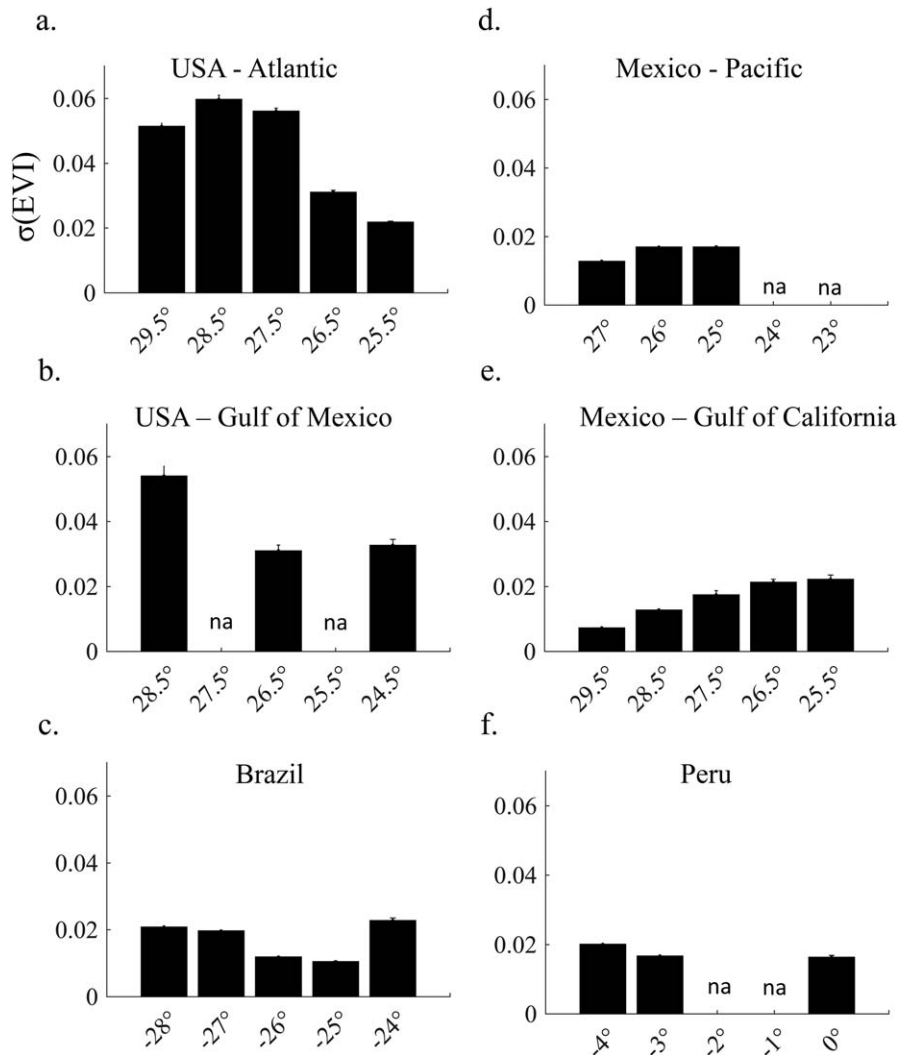 a.
USA - Atlantic
σ(EVI)
0.06
0.04
0.02
0
29.5°
28.5°
27.5°
26.5°
25.5°
b.
USA – Gulf of Mexico
0.06
0.04
0.02
0
na
na
28.5°
27.5°
26.5°
25.5°
24.5°
c.
Brazil
0.06
0.04
0.02
0
-28°
-27°
-26°
-25°
-24°
d.
Mexico - Pacific
0.06
0.04
0.02
0
na
na
27°
26°
25°
24°
23°
e.
Mexico – Gulf of California
0.06
0.04
0.02
0
29.5°
28.5°
27.5°
26.5°
25.5°
f.
Peru
0.06
0.04
0.02
0
na
na
-4°
-3°
-2°
-1°
0°